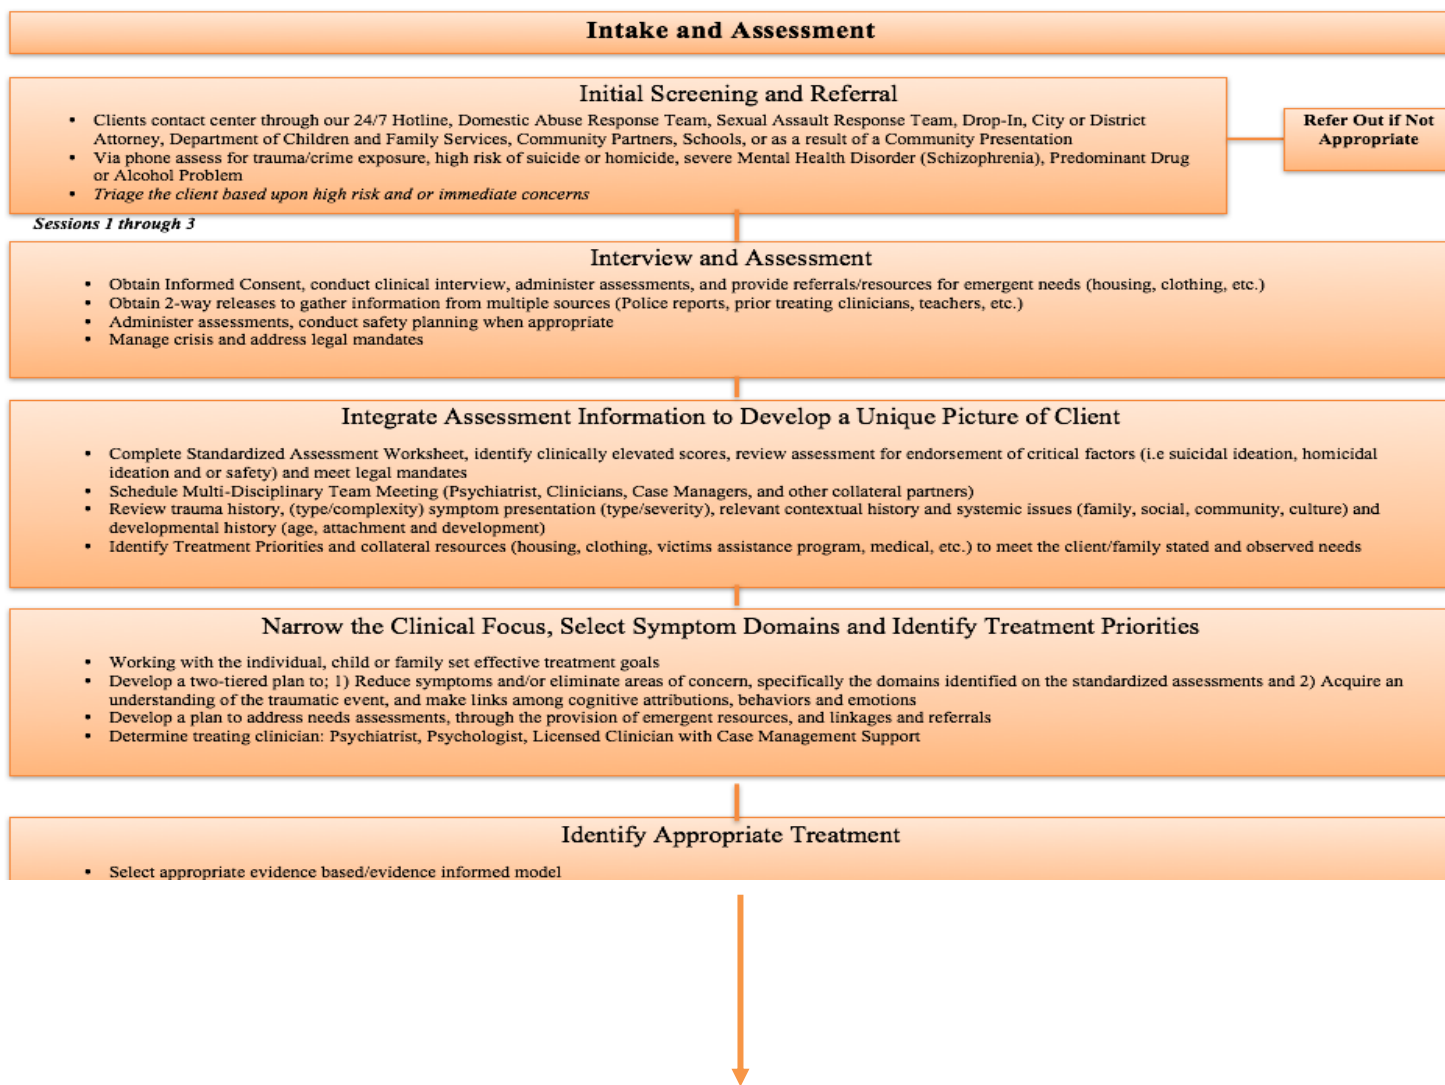 Intake and Assessment
Initial Screening and Referral
• Clients contact center through our 24/7 Hotline, Domestic Abuse Response Team, Sexual Assault Response Team, Drop-In, City or District
Attorney, Department of Children and Family Services, Community Partners, Schools, or as a result of a Community Presentation
• Via phone assess for trauma/crime exposure, high risk of suicide or homicide, severe Mental Health Disorder (Schizophrenia), Predominant Drug
or Alcohol Problem
• Triage the client based upon high risk and or immediate concerns
Refer Out if Not
Appropriate
Sessions 1 through 3
Interview and Assessment
• Obtain Informed Consent, conduct clinical interview, administer assessments, and provide referrals/resources for emergent needs (housing, clothing, etc.)
• Obtain 2-way releases to gather information from multiple sources (Police reports, prior treating clinicians, teachers, etc.)
• Administer assessments, conduct safety planning when appropriate
• Manage crisis and address legal mandates
Integrate Assessment Information to Develop a Unique Picture of Client
• Complete Standardized Assessment Worksheet, identify clinically elevated scores, review assessment for endorsement of critical factors (i.e suicidal ideation, homicidal
ideation and or safety) and meet legal mandates
• Schedule Multi-Disciplinary Team Meeting (Psychiatrist, Clinicians, Case Managers, and other collateral partners)
• Review trauma history, (type/complexity) symptom presentation (type/severity), relevant contextual history and systemic issues (family, social, community, culture) and
developmental history (age, attachment and development)
• Identify Treatment Priorities and collateral resources (housing, clothing, victims assistance program, medical, etc.) to meet the client/family stated and observed needs
Narrow the Clinical Focus, Select Symptom Domains and Identify Treatment Priorities
• Working with the individual, child or family set effective treatment goals
• Develop a two-tiered plan to; 1) Reduce symptoms and/or eliminate areas of concern, specifically the domains identified on the standardized assessments and 2) Acquire an
understanding of the traumatic event, and make links among cognitive attributions, behaviors and emotions
• Develop a plan to address needs assessments, through the provision of emergent resources, and linkages and referrals
• Determine treating clinician: Psychiatrist, Psychologist, Licensed Clinician with Case Management Support
Identify Appropriate Treatment
• Select appropriate evidence based/evidence informed model